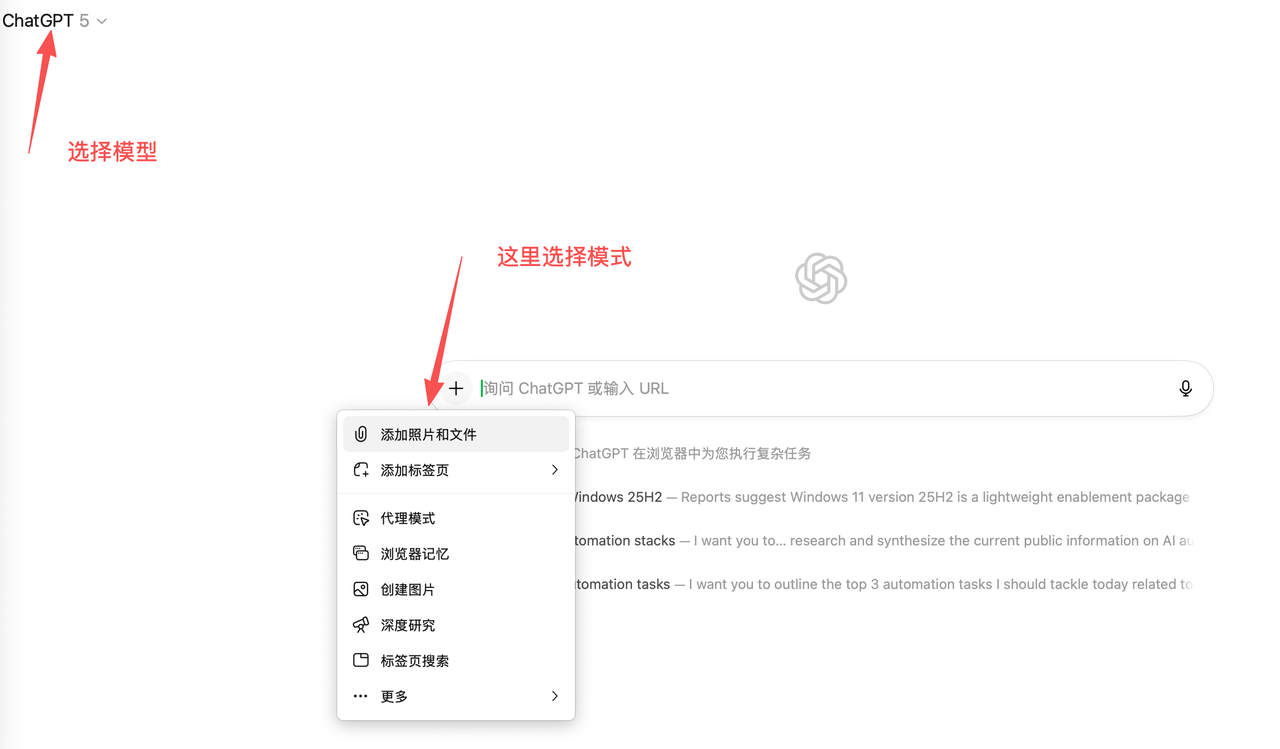 ChatGPT 5
选择模型
这里选择模式
询问 ChatGPT 或输入 URL
添加照片和文件
ChatGPT 在浏览器中为您执行复杂任务
添加标签页
Windows 25H2 — Reports suggest Windows 11 version 25H2 is a lightweight enablement package
代理模式
tomation stacks — I want you to... research and synthesize the current public information on AI au
浏览器记忆
utomation tasks — I want you to outline the top 3 automation tasks I should tackle today related to
创建图片
深度研究
标签页搜索
更多